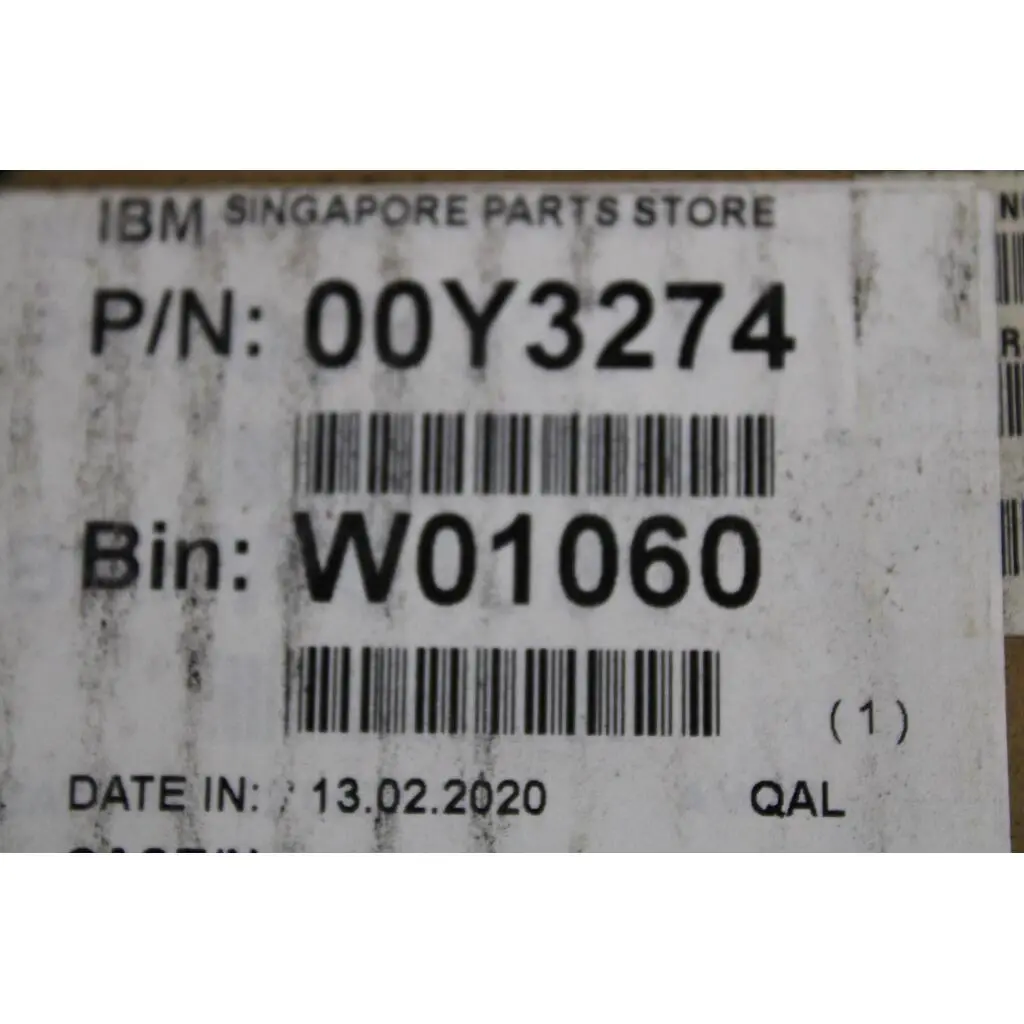 IBM SINGAPORE PARTS STORE
P/N: 00Y3274
Bin: W01060
(1)
DATE IN: 13.02.2020 QAL